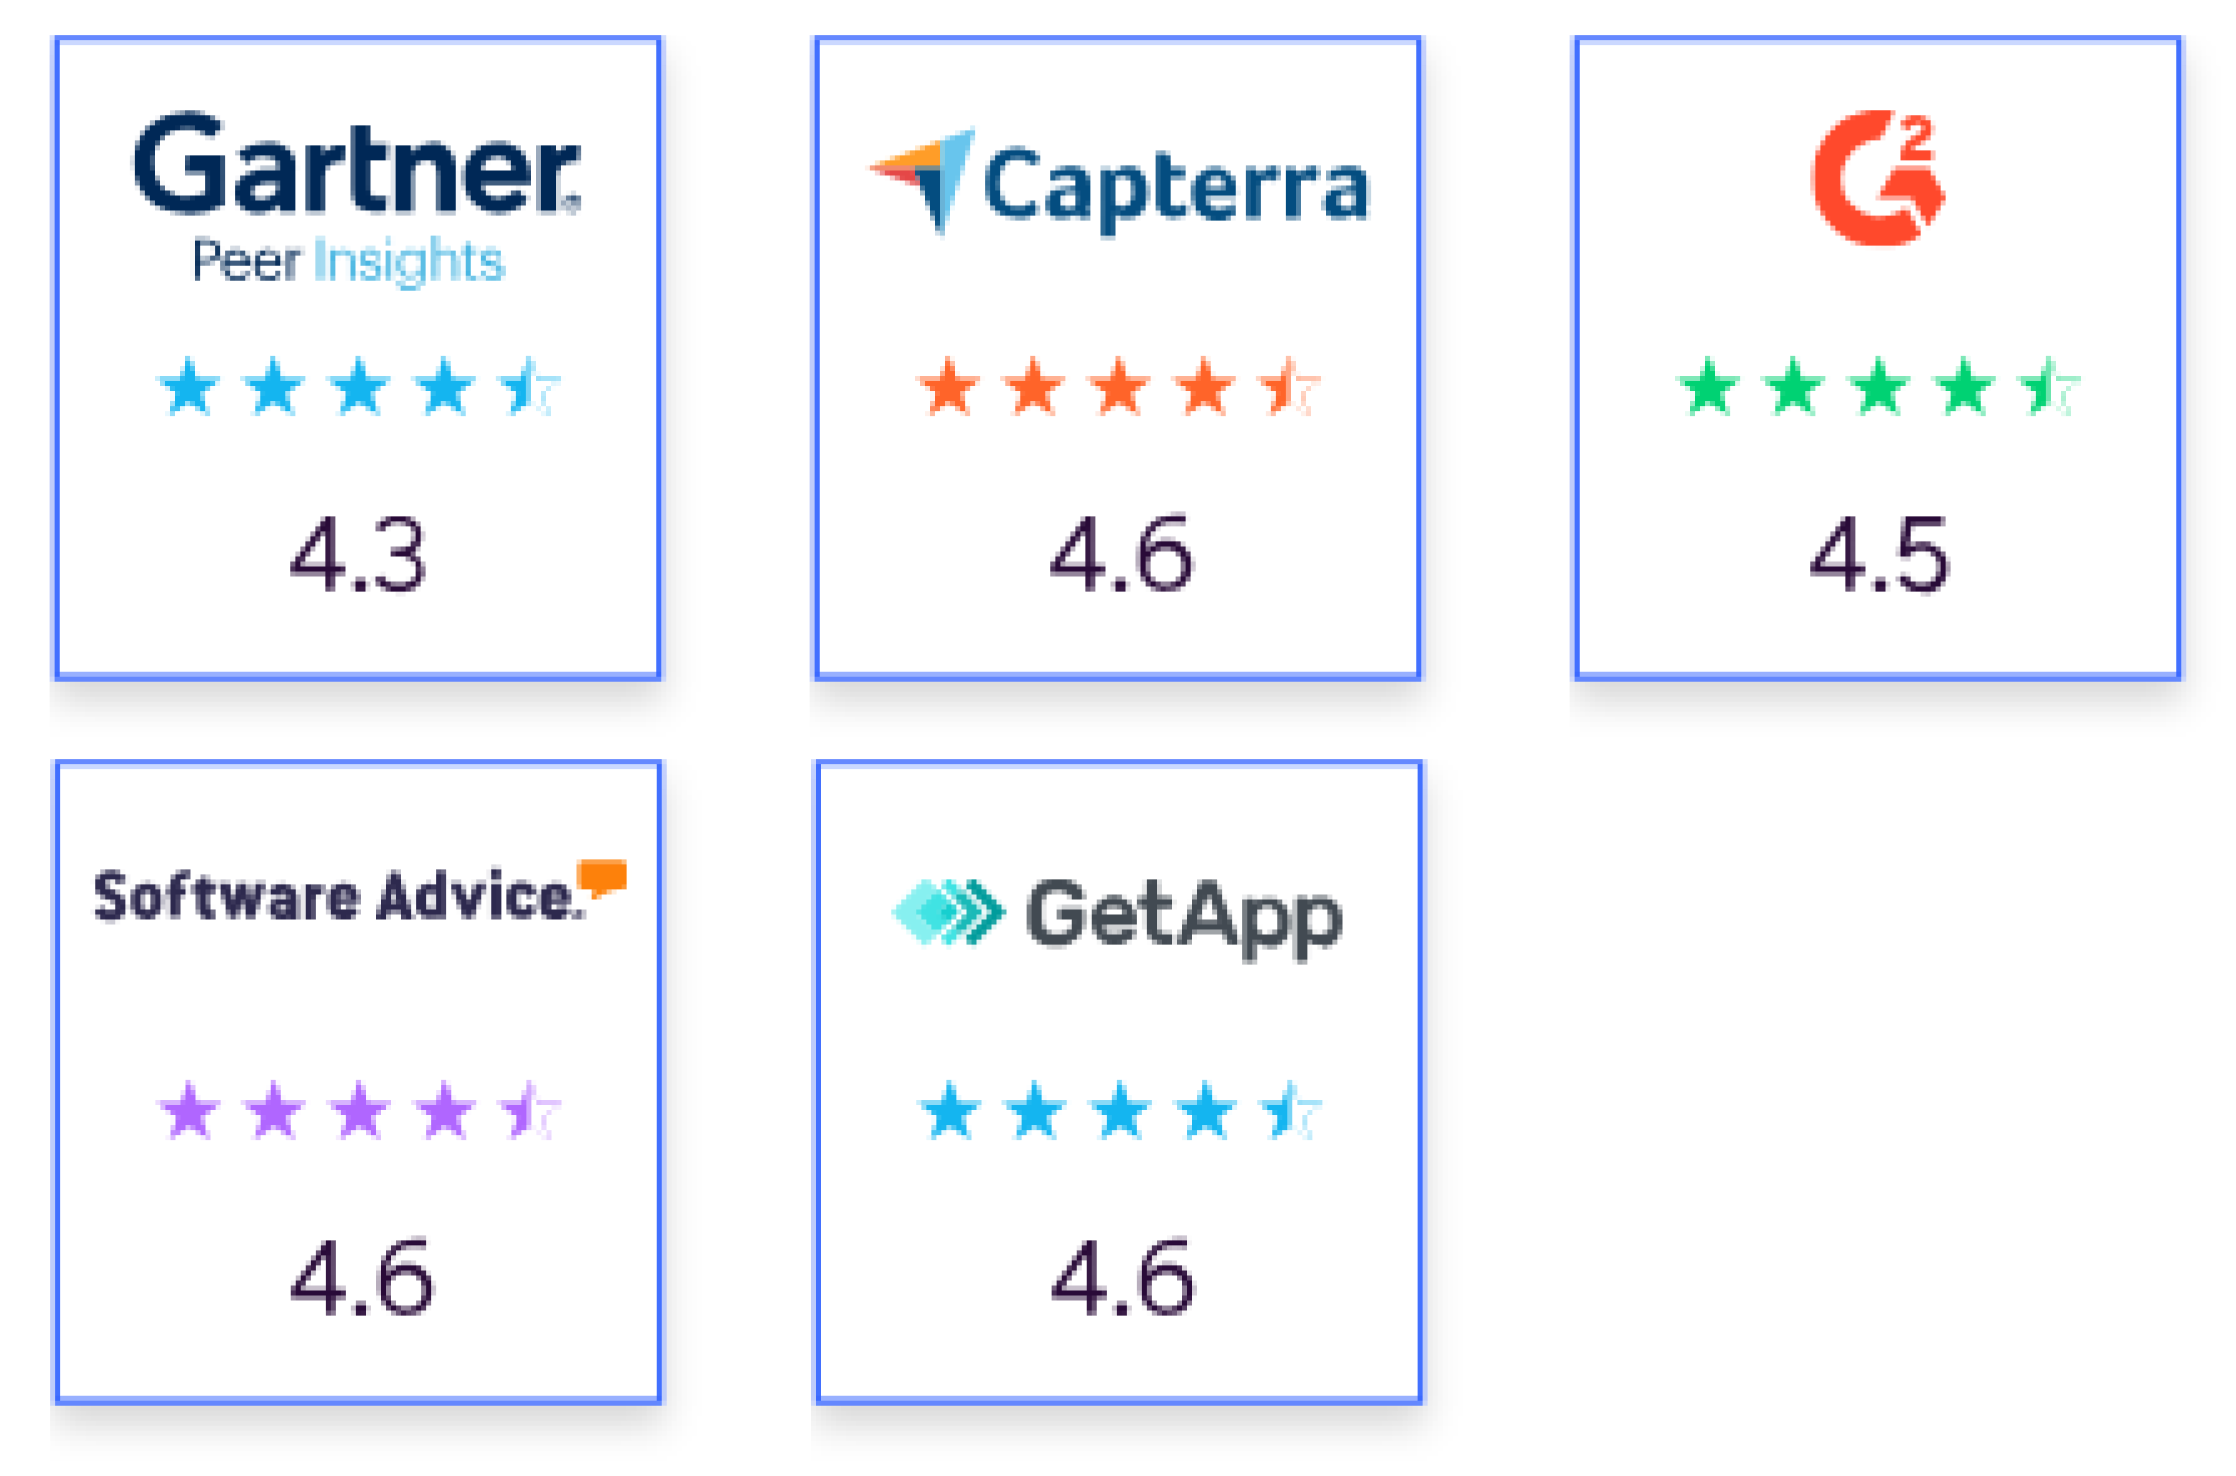 Gartner®
Peer Insights
4.3
Capterra
4.6
G2
4.5
Software Advice.
4.6
GetApp
4.6